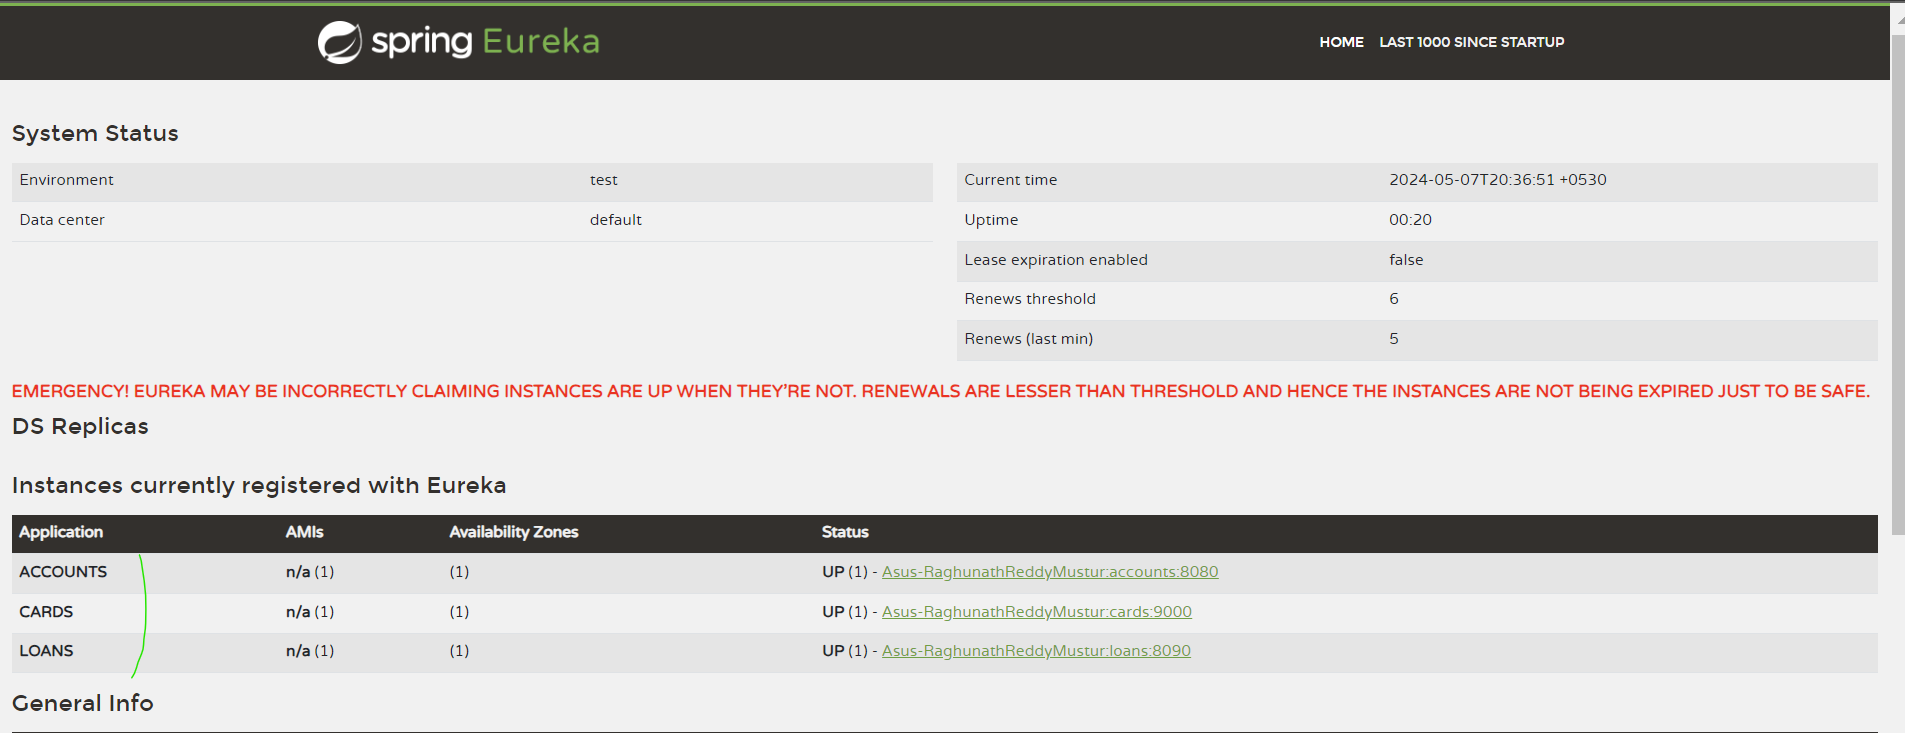 spring Eureka
HOME LAST 1000 SINCE STARTUP
System Status
Environment test
Data center default
Current time 2024-05-07T20:36:51 +0530
Uptime 00:20
Lease expiration enabled false
Renews threshold 6
Renews (last min) 5
EMERGENCY! EUREKA MAY BE INCORRECTLY CLAIMING INSTANCES ARE UP WHEN THEY'RE NOT. RENEWALS ARE LESSER THAN THRESHOLD AND HENCE THE INSTANCES ARE NOT BEING EXPIRED JUST TO BE SAFE.
DS Replicas
Instances currently registered with Eureka
Application AMIs Availability Zones Status
ACCOUNTS n/a (1) (1) UP (1) - Asus-RaghunathReddyMustur:accounts:8080
CARDS n/a (1) (1) UP (1) - Asus-RaghunathReddyMustur:cards:9000
LOANS n/a (1) (1) UP (1) - Asus-RaghunathReddyMustur:loans:8090
General Info